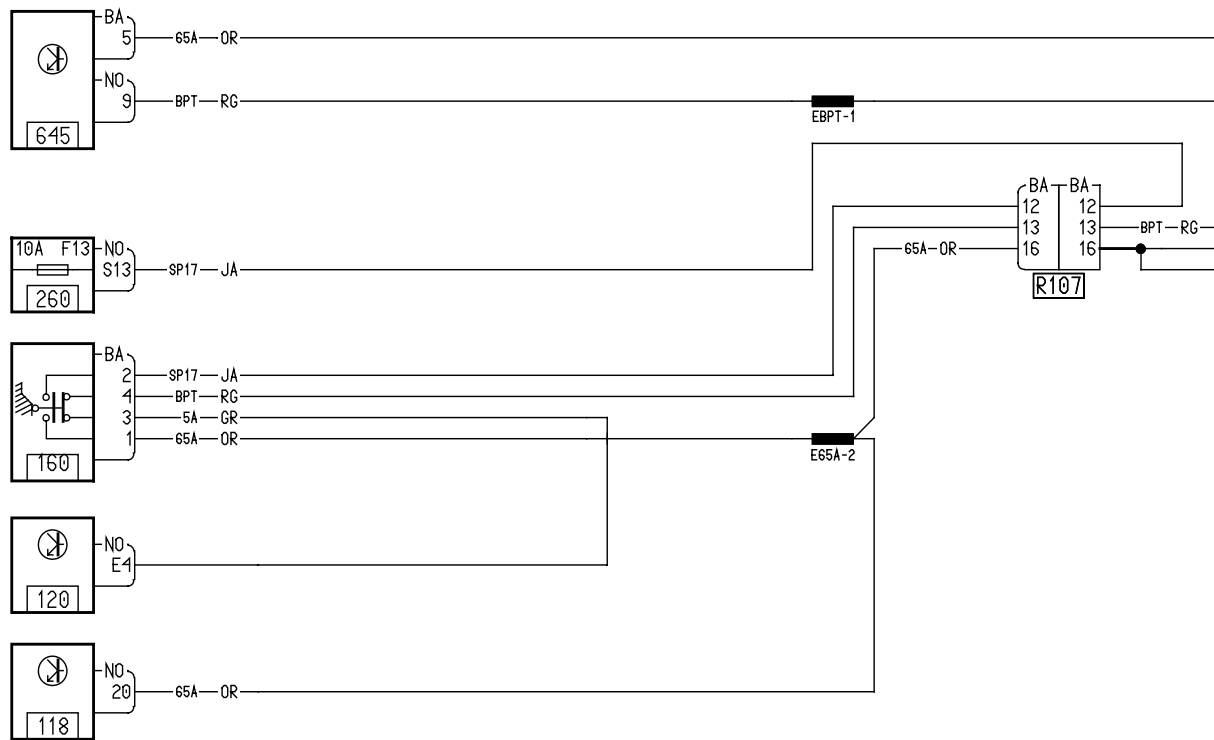 BA
5 65A OR
NO
9 BPT RG
EBPT-1
645
BA BA
12 12
13 13 BPT RG
65A OR 16 16
R107
10A F13 NO
S13 SP17 JA
260
BA
2 SP17 JA
4 BPT RG
3 5A GR
1 65A OR
E65A-2
160
NO
E4
120
NO
20 65A OR
118